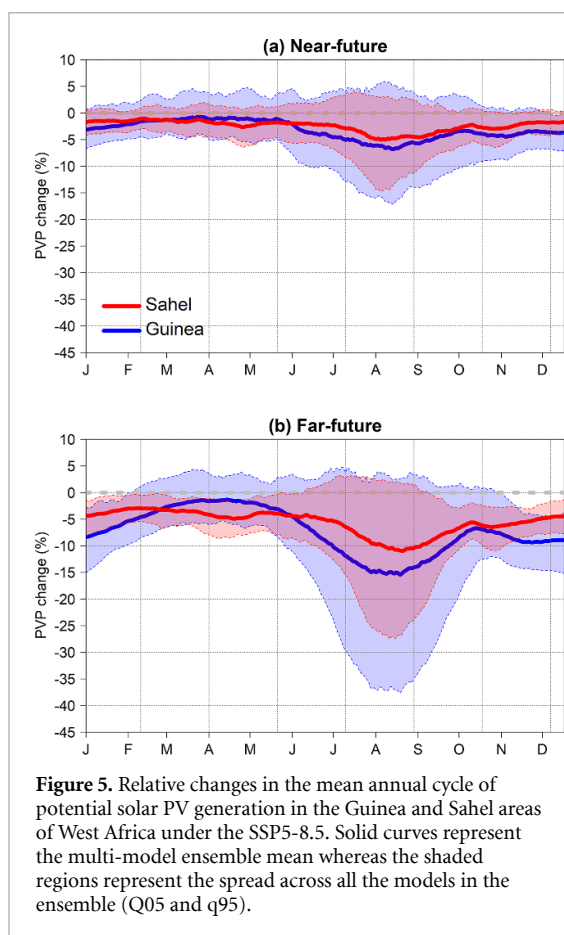 (a) Near-future
10
5
0
-5
-10
-15
-20
-25
-30
-35
-40
-45
PVP change (%)
Sahel
Guinea
J F M A M J J A S O N D
(b) Far-future
10
5
0
-5
-10
-15
-20
-25
-30
-35
-40
-45
PVP change (%)
J F M A M J J A S O N D
Figure 5. Relative changes in the mean annual cycle of
potential solar PV generation in the Guinea and Sahel areas
of West Africa under the SSP5-8.5. Solid curves represent
the multi-model ensemble mean whereas the shaded
regions represent the spread across all the models in the
ensemble (Q05 and q95).